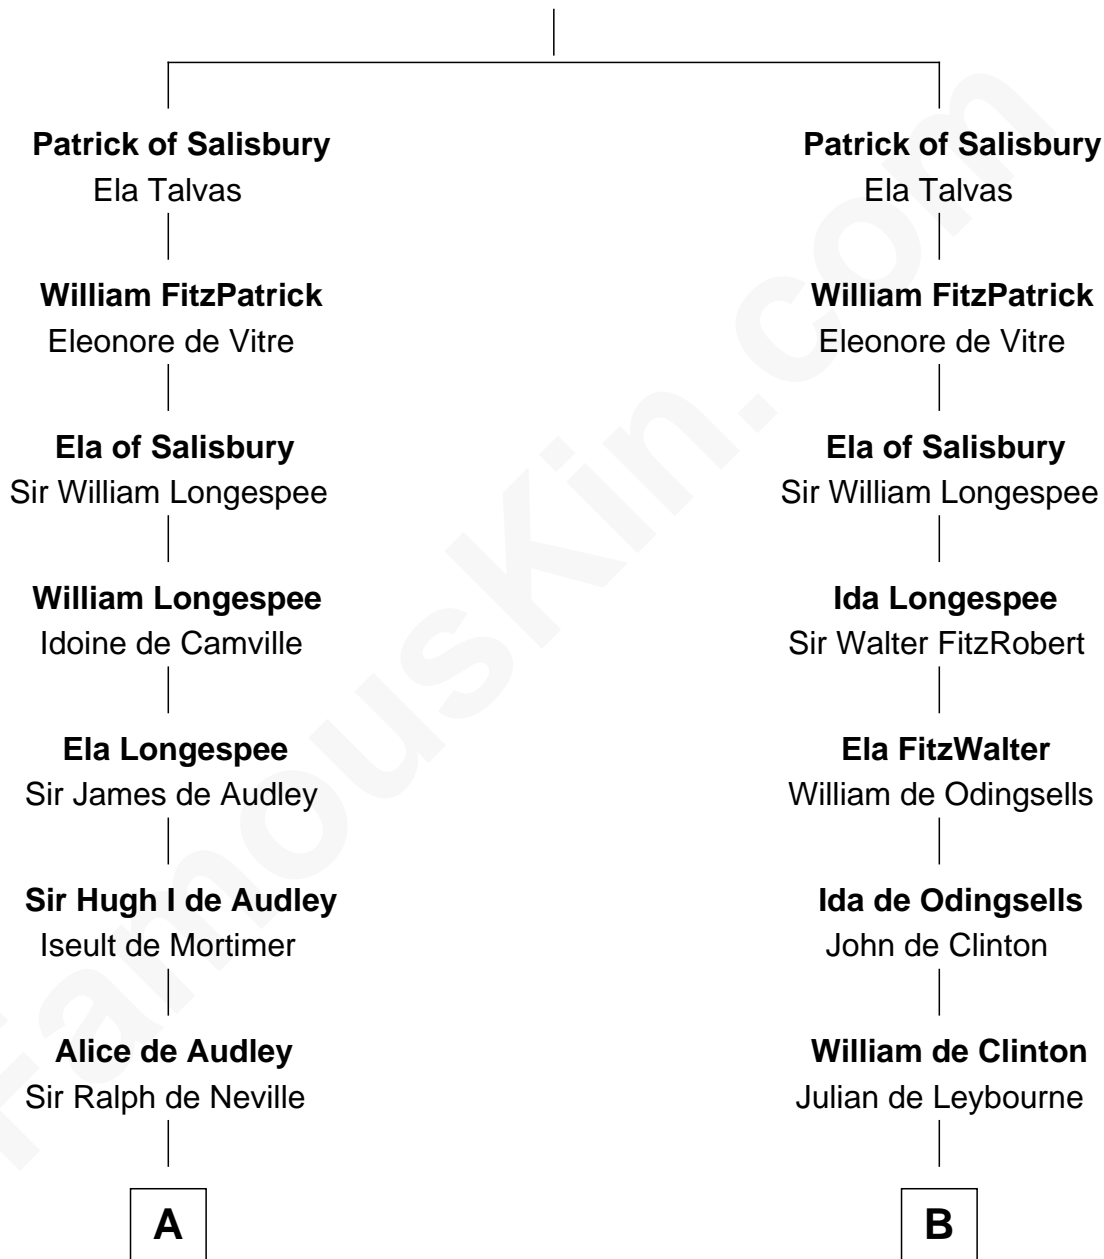 Patrick of Salisbury
Ela Talvas
William FitzPatrick
Eleonore de Vitre
Ela of Salisbury
Sir William Longespee
William Longespee
Idoine de Camville
Ela Longespee
Sir James de Audley
Sir Hugh I de Audley
Iseult de Mortimer
Alice de Audley
Sir Ralph de Neville
A
Patrick of Salisbury
Ela Talvas
William FitzPatrick
Eleonore de Vitre
Ela of Salisbury
Sir William Longespee
Ida Longespee
Sir Walter FitzRobert
Ela FitzWalter
William de Odingsells
Ida de Odingsells
John de Clinton
William de Clinton
Julian de Leybourne
B
FamousKin.com